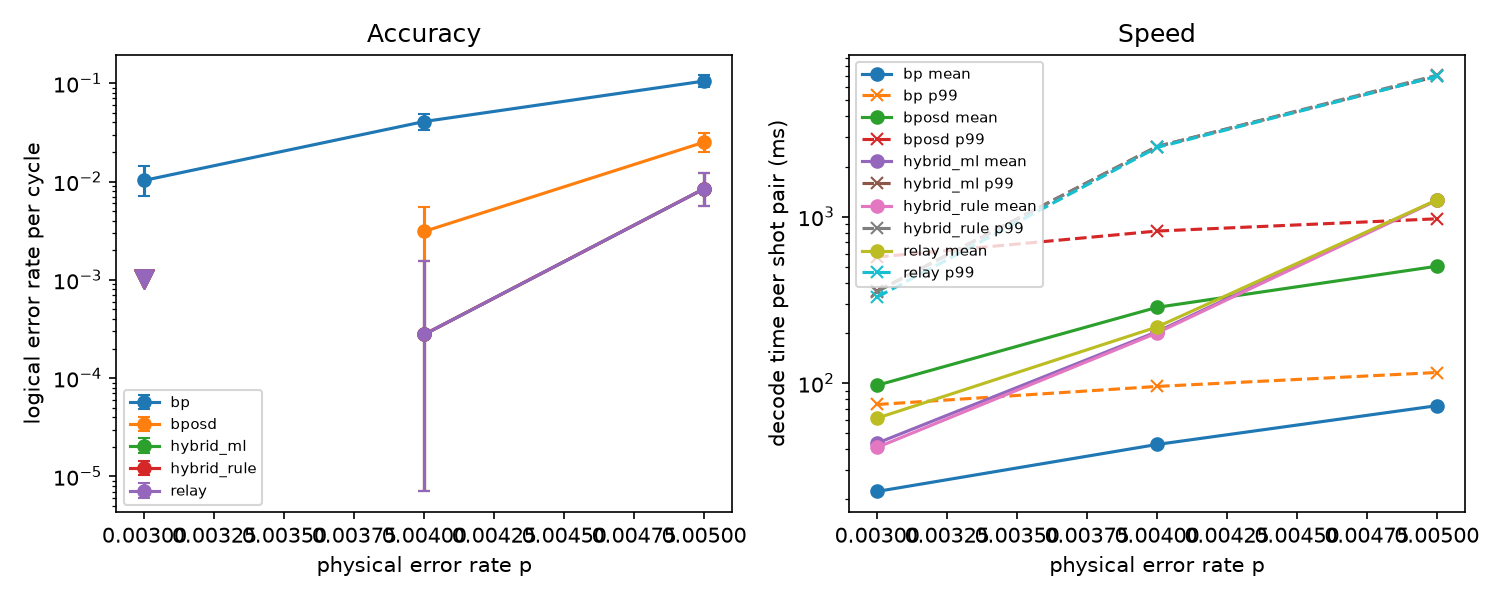 Accuracy
logical error rate per cycle
10⁻¹
10⁻²
10⁻³
10⁻⁴
10⁻⁵
bp
bposd
hybrid_ml
hybrid_rule
relay
0.00300 0.00325 0.00350 0.00375 0.00400 0.00425 0.00450 0.00475 0.00500
physical error rate p
Speed
decode time per shot pair (ms)
10³
10²
bp mean
bp p99
bposd mean
bposd p99
hybrid_ml mean
hybrid_ml p99
hybrid_rule mean
hybrid_rule p99
relay mean
relay p99
0.00300 0.00325 0.00350 0.00375 0.00400 0.00425 0.00450 0.00475 0.00500
physical error rate p